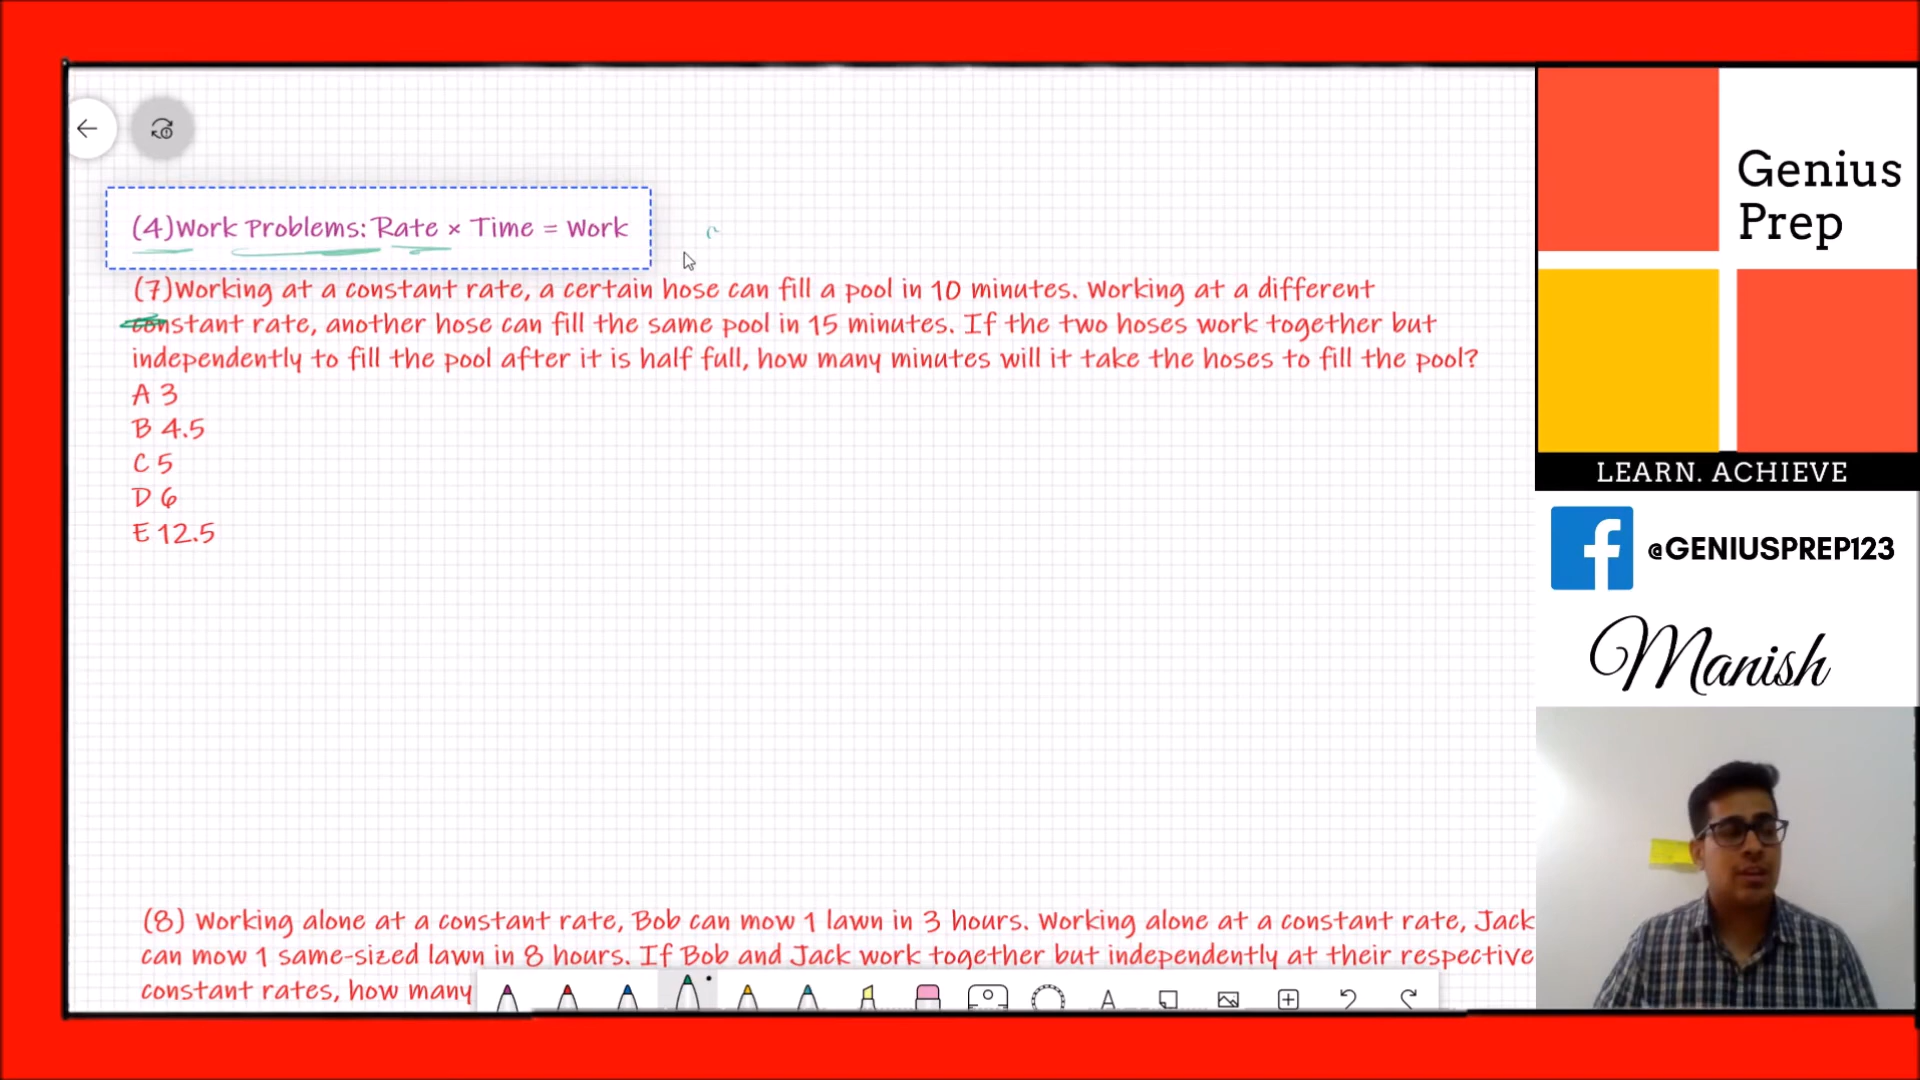 (4)Work Problems: Rate × Time = Work
(7)Working at a constant rate, a certain hose can fill a pool in 10 minutes. Working at a different
constant rate, another hose can fill the same pool in 15 minutes. If the two hoses work together but
independently to fill the pool after it is half full, how many minutes will it take the hoses to fill the pool?
A 3
B 4.5
C 5
D 6
E 12.5
(8) Working alone at a constant rate, Bob can mow 1 lawn in 3 hours. Working alone at a constant rate, Jack
can mow 1 same-sized lawn in 8 hours. If Bob and Jack work together but independently at their respective
constant rates, how many
Genius
Prep
LEARN. ACHIEVE
f @GENIUSPREP123
Manish